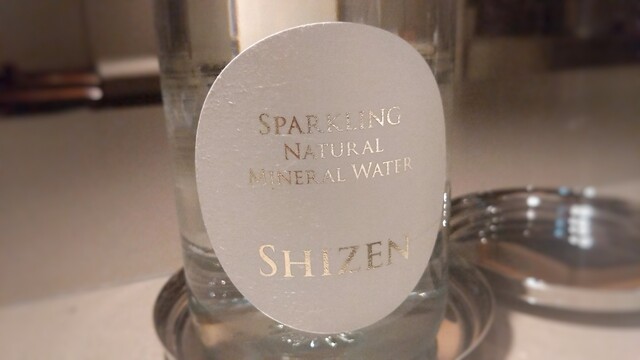 SPARKLING
NATURAL
MINERAL WATER
SHIZEN